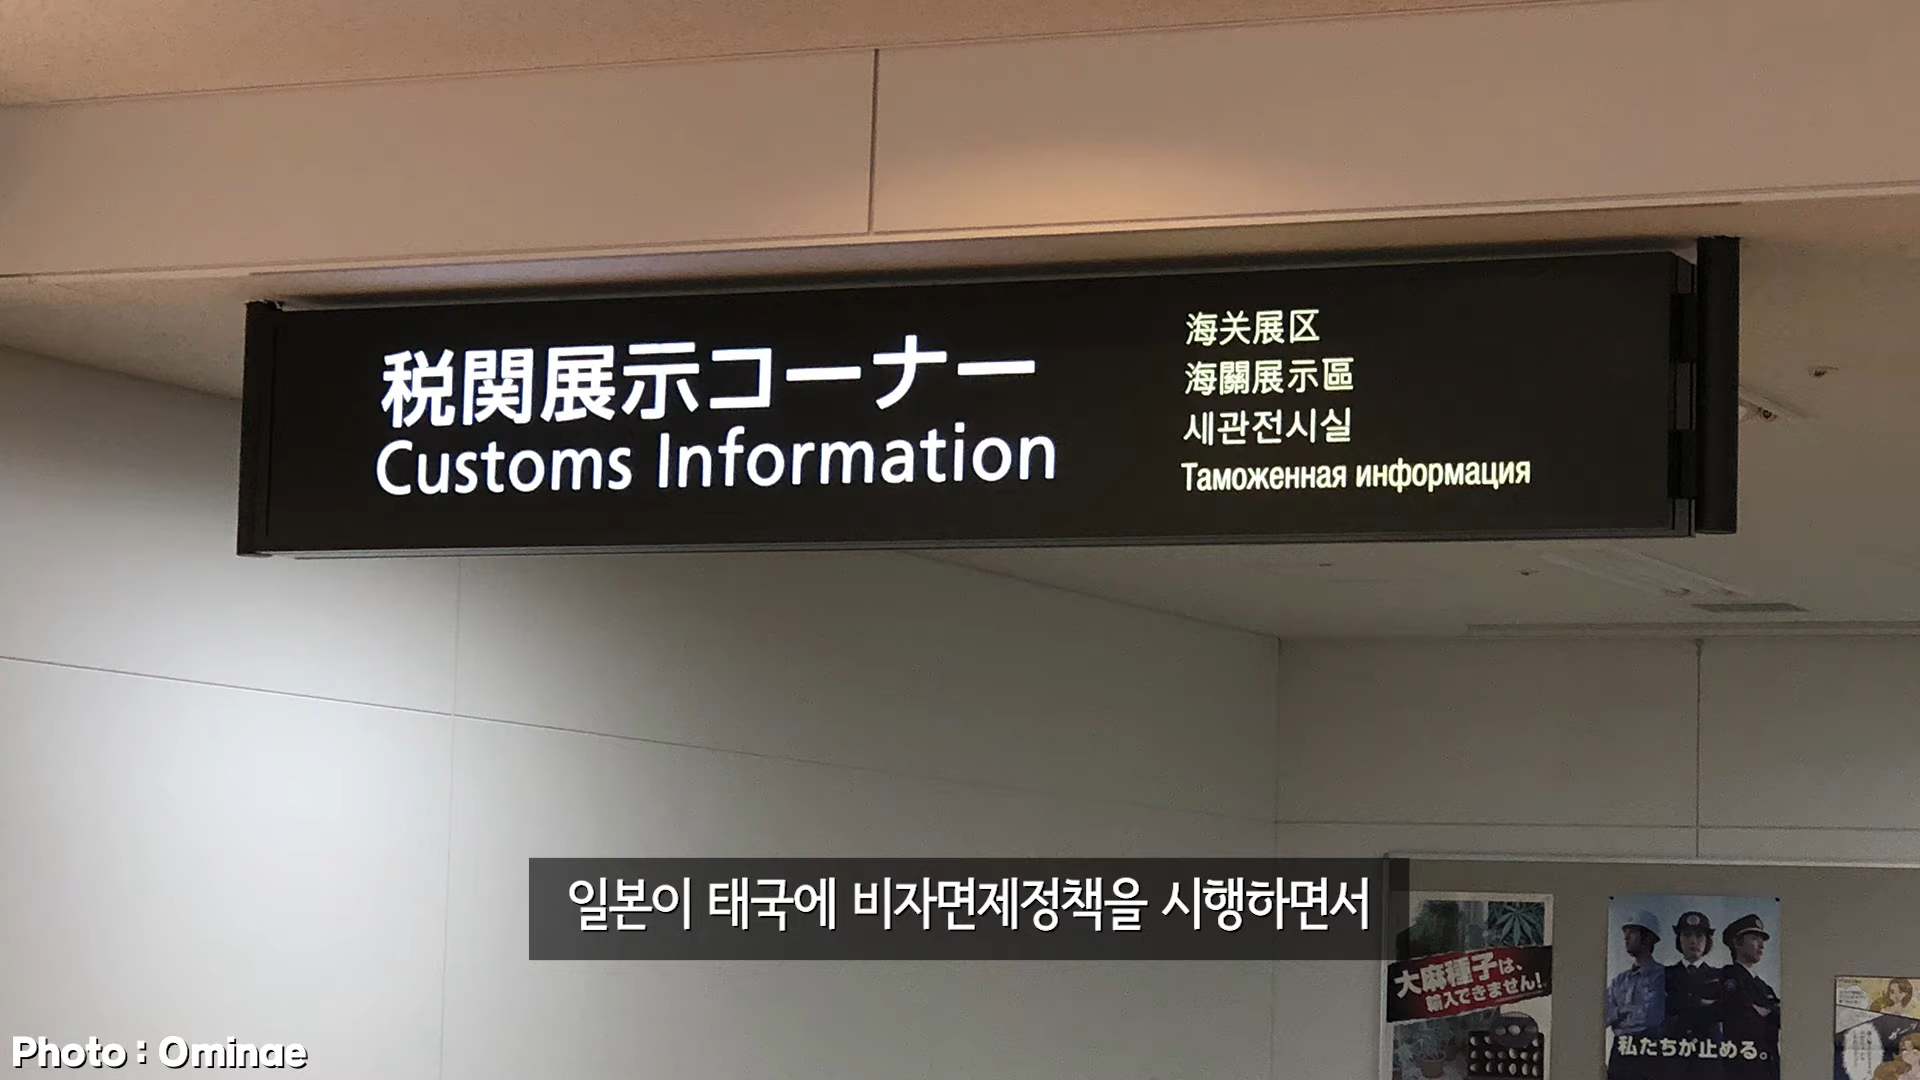 税関展示コーナー
Customs Information
海关展区
海關展示區
세관전시실
Таможенная информация
일본이 태국에 비자면제정책을 시행하면서
大麻種子は、
輸入できません!
私たちが止める。
Photo : Ominae